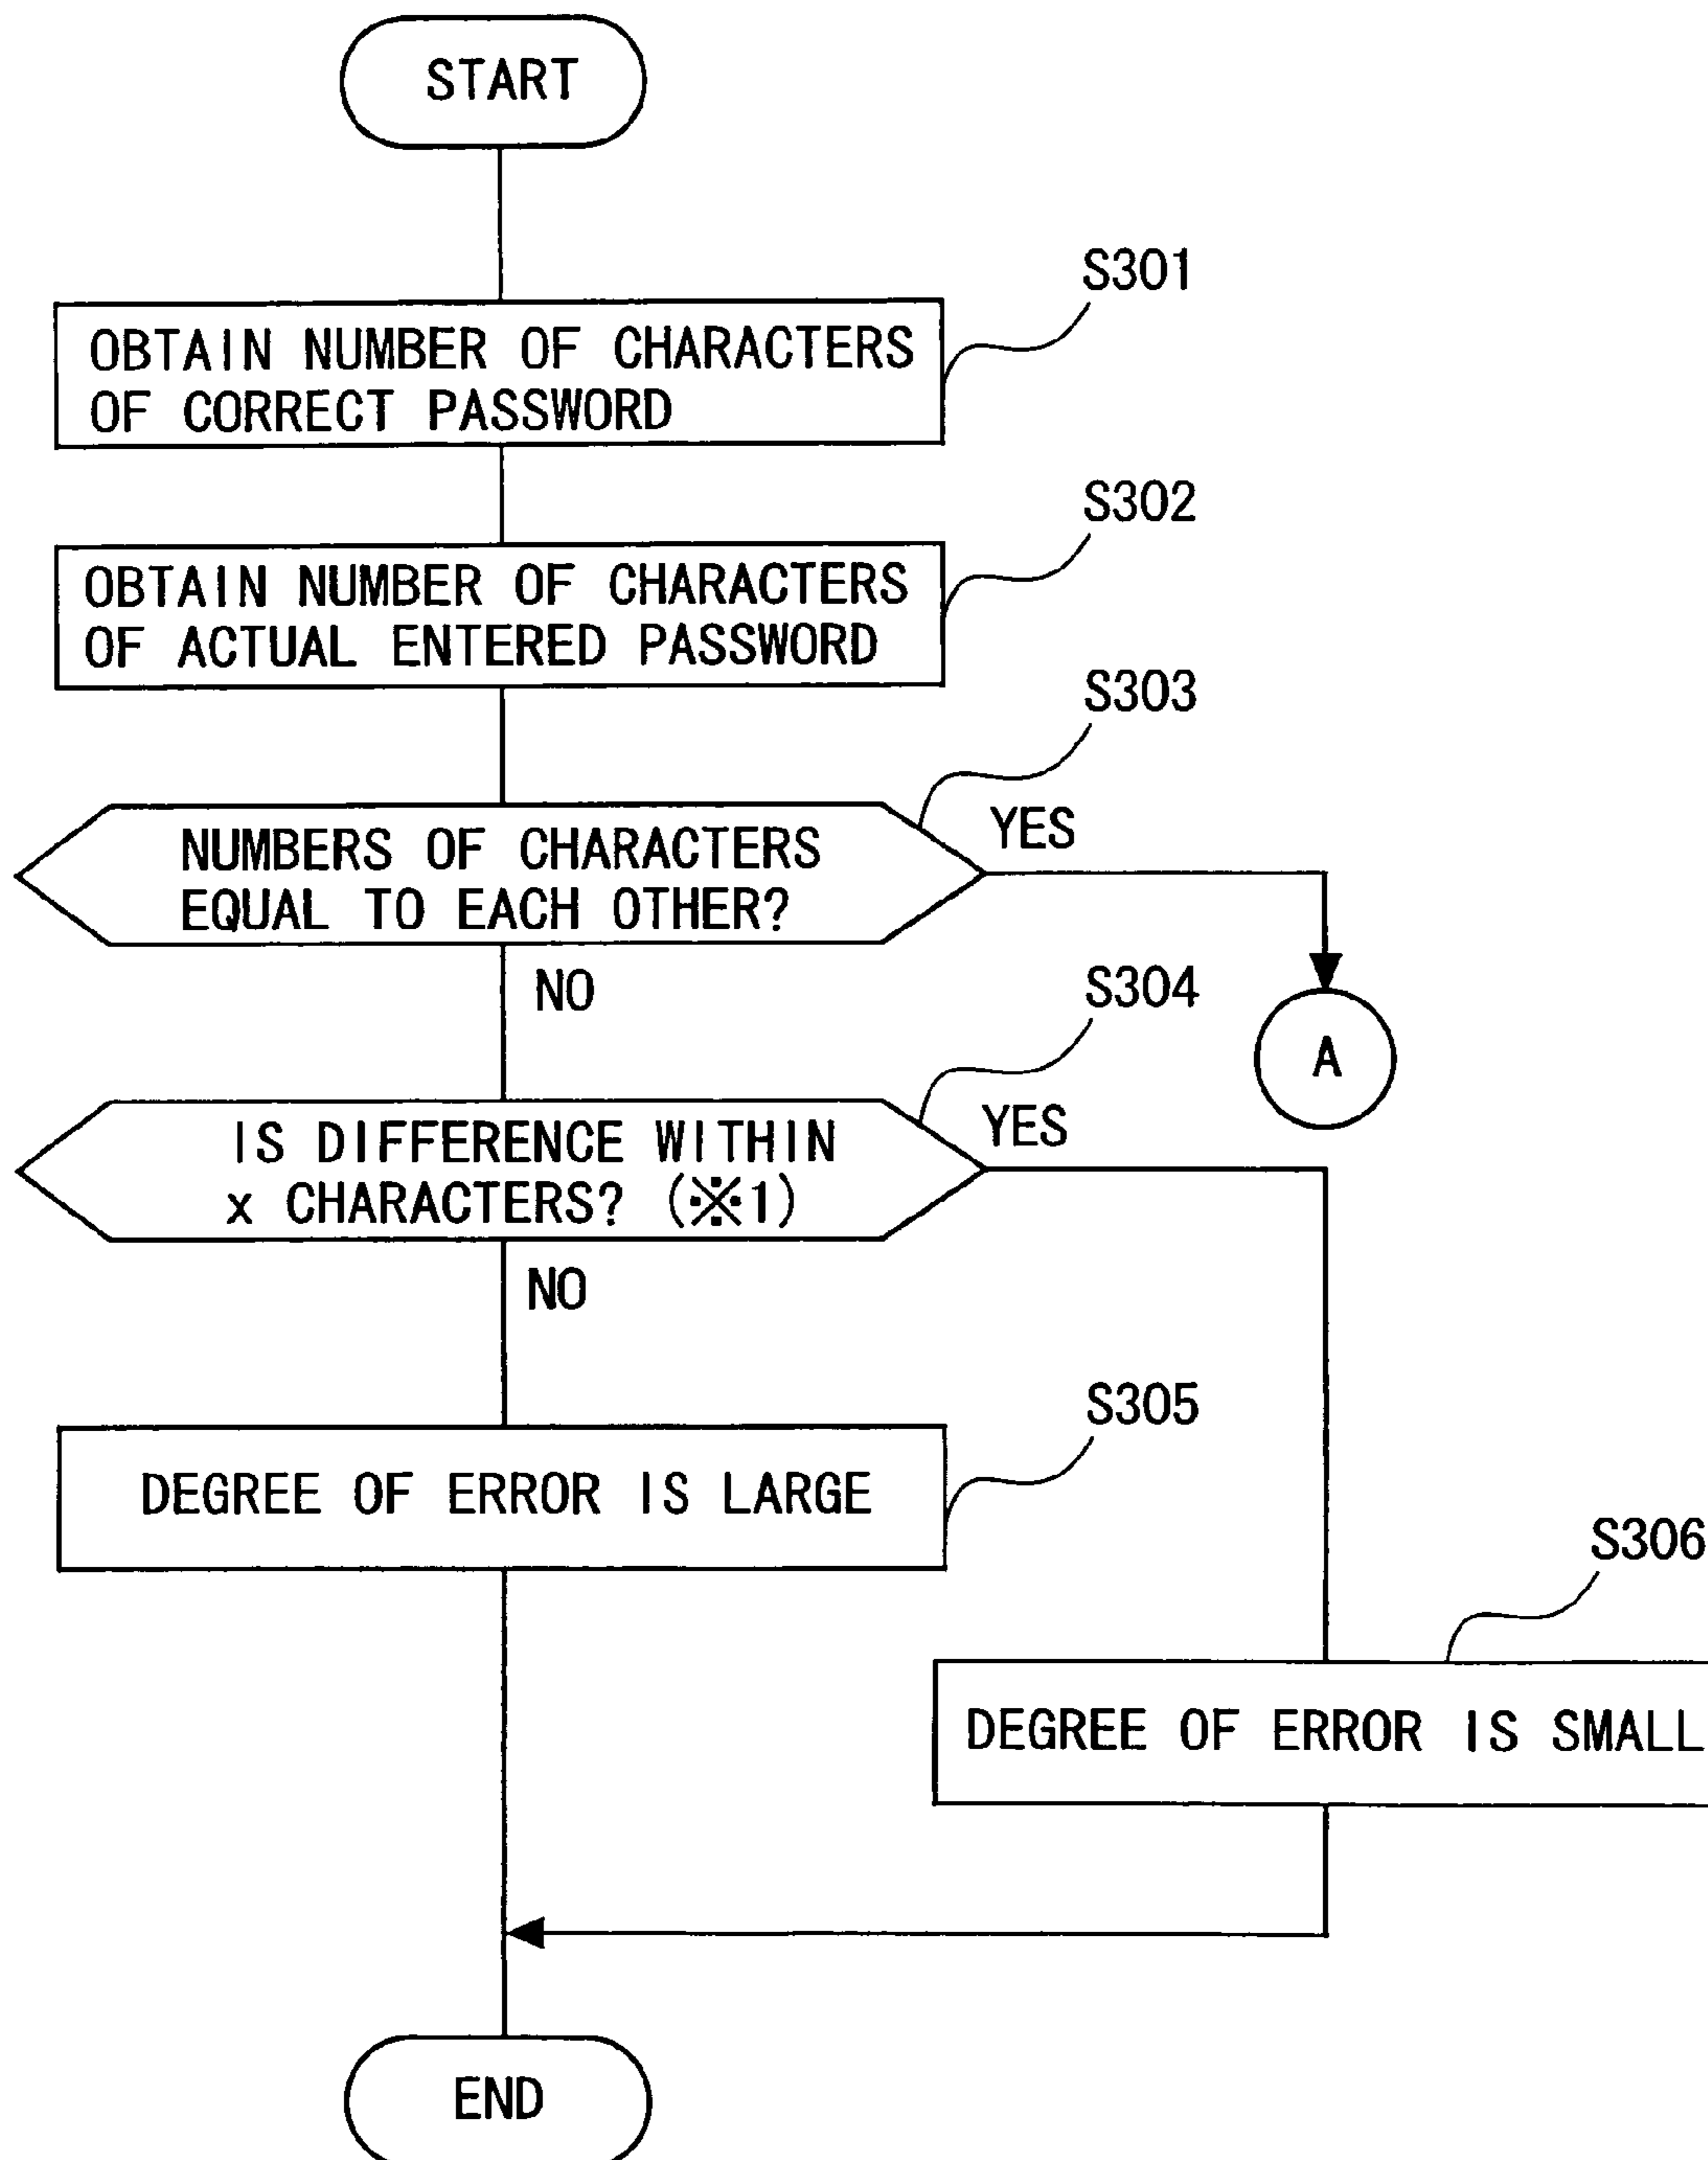 START
S301
OBTAIN NUMBER OF CHARACTERS
OF CORRECT PASSWORD
S302
OBTAIN NUMBER OF CHARACTERS
OF ACTUAL ENTERED PASSWORD
S303
NUMBERS OF CHARACTERS
EQUAL TO EACH OTHER?
YES
NO
A
S304
IS DIFFERENCE WITHIN
x CHARACTERS? (※1)
YES
NO
S305
DEGREE OF ERROR IS LARGE
S306
DEGREE OF ERROR IS SMALL
END